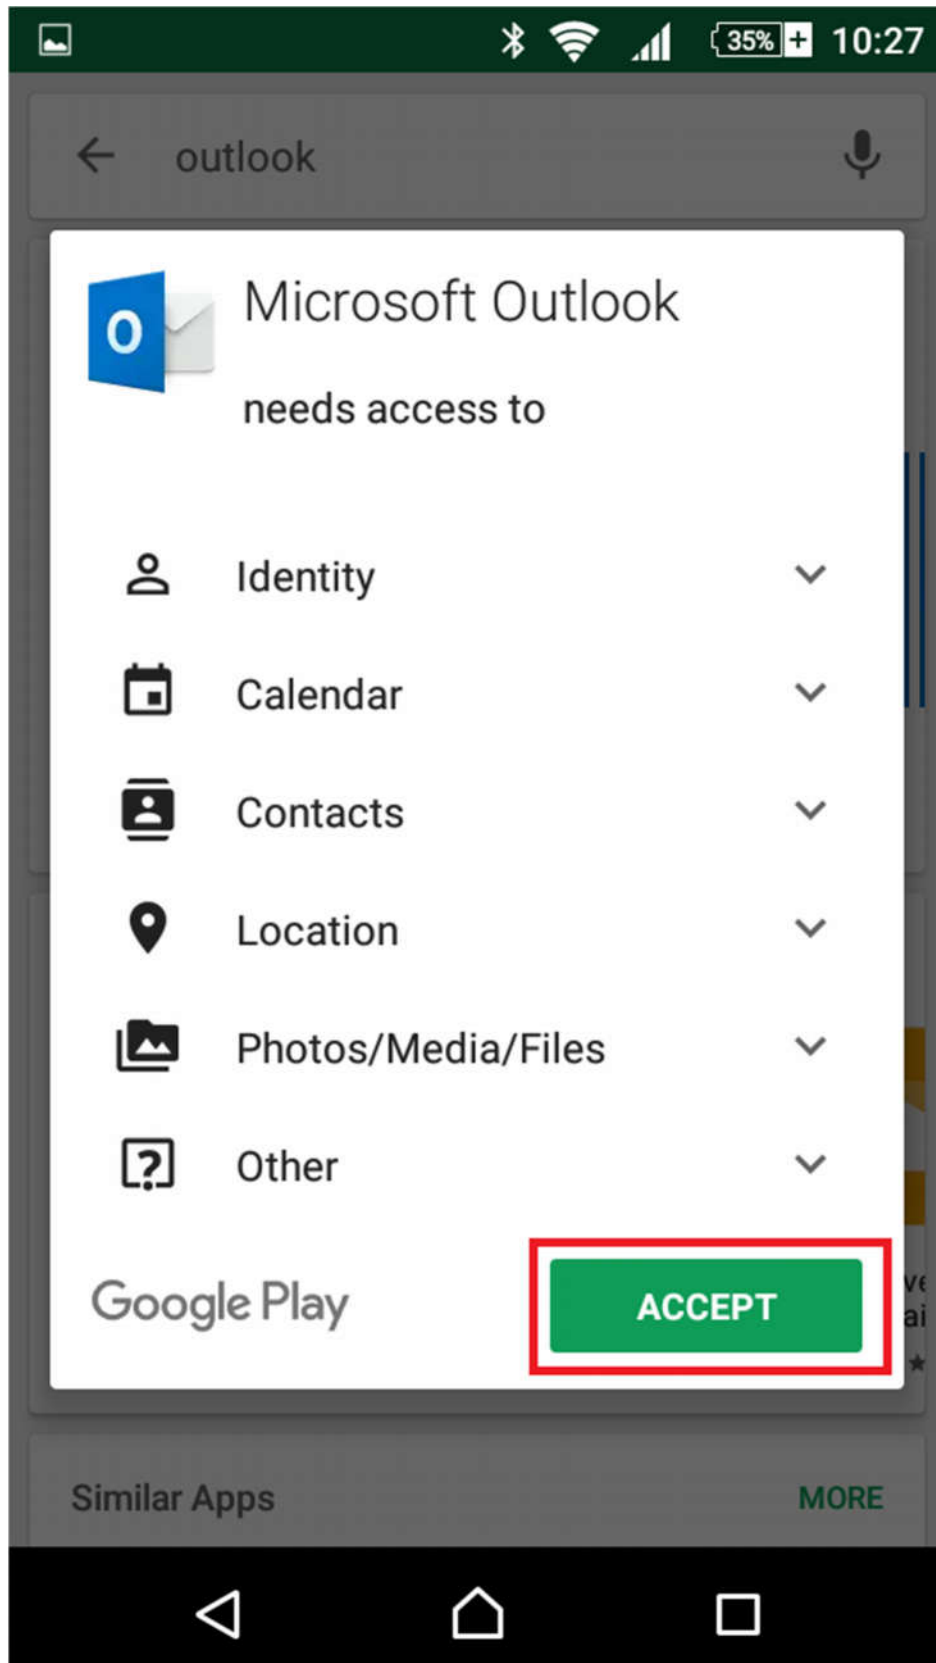 35% 10:27
outlook
Microsoft Outlook
needs access to
Identity
Calendar
Contacts
Location
Photos/Media/Files
Other
Google Play
ACCEPT
Similar Apps
MORE